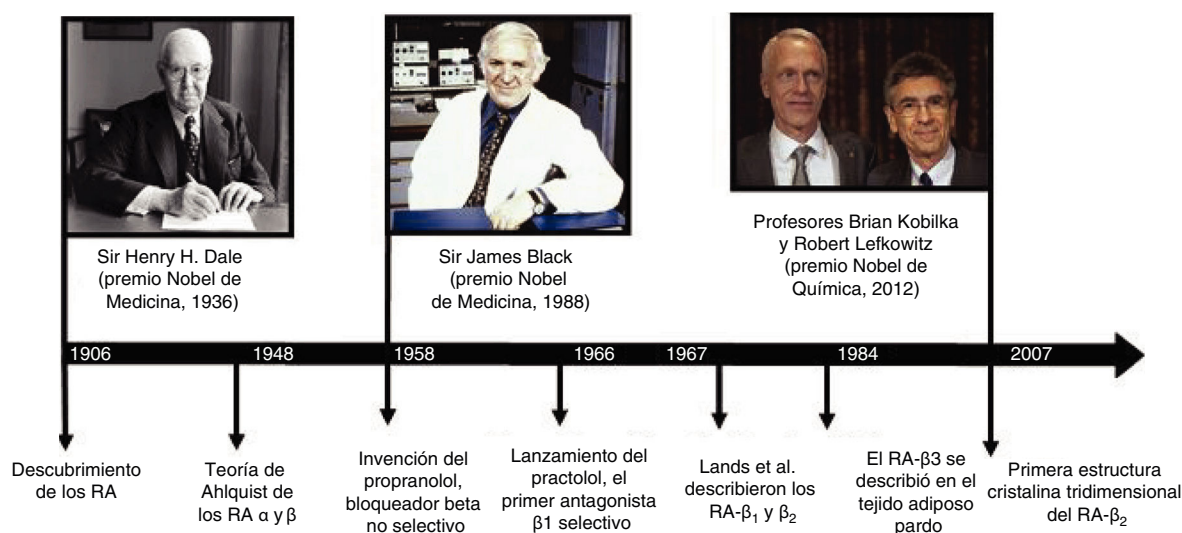 Sir Henry H. Dale
(premio Nobel de
Medicina, 1936)
Sir James Black
(premio Nobel
de Medicina, 1988)
Profesores Brian Kobilka
y Robert Lefkowitz
(premio Nobel de
Química, 2012)
1906
1948
1958
1966
1967
1984
2007
Descubrimiento
de los RA
Teoría de
Ahlquist de
los RA α y β
Invención del
propranolol,
bloqueador beta
no selectivo
Lanzamiento del
practolol, el
primer antagonista
β1 selectivo
Lands et al.
describieron los
RA-β₁ y β₂
El RA-β3 se
describió en el
tejido adiposo
pardo
Primera estructura
cristalina tridimensional
del RA-β₂